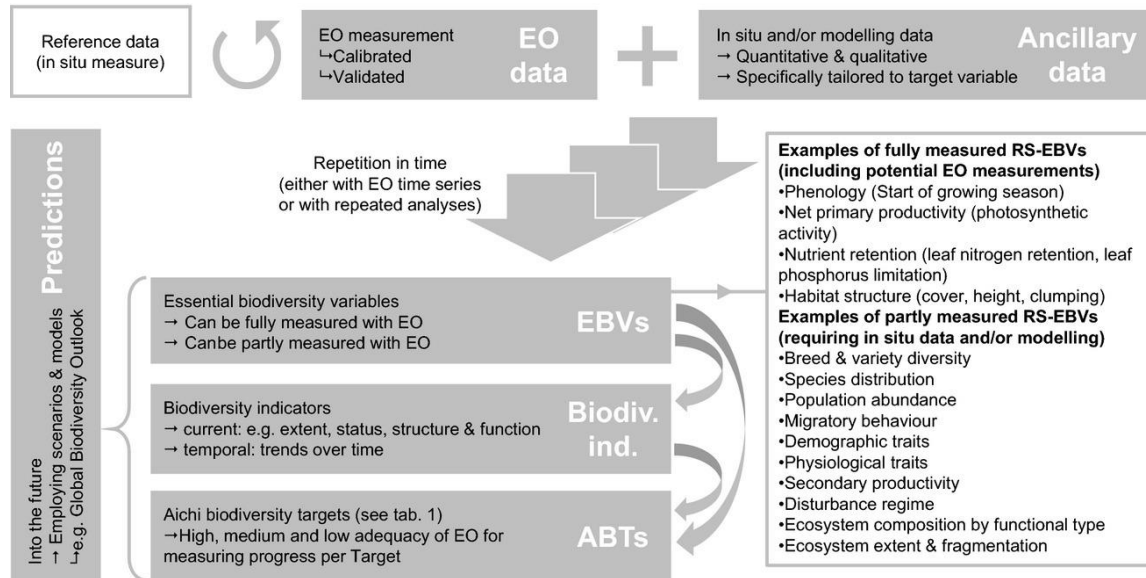 Reference data
(in situ measure)
EO measurement
↳Calibrated
↳Validated
EO
data
In situ and/or modelling data
→ Quantitative & qualitative
→ Specifically tailored to target variable
Ancillary
data
Repetition in time
(either with EO time series
or with repeated analyses)
Predictions
Into the future
→ Employing scenarios & models
↳e.g. Global Biodiversity Outlook
Essential biodiversity variables
→ Can be fully measured with EO
→ Canbe partly measured with EO
EBVs
Biodiversity indicators
→ current: e.g. extent, status, structure & function
→ temporal: trends over time
Biodiv.
ind.
Aichi biodiversity targets (see tab. 1)
→High, medium and low adequacy of EO for
measuring progress per Target
ABTs
Examples of fully measured RS-EBVs
(including potential EO measurements)
•Phenology (Start of growing season)
•Net primary productivity (photosynthetic
activity)
•Nutrient retention (leaf nitrogen retention, leaf
phosphorus limitation)
•Habitat structure (cover, height, clumping)
Examples of partly measured RS-EBVs
(requiring in situ data and/or modelling)
•Breed & variety diversity
•Species distribution
•Population abundance
•Migratory behaviour
•Demographic traits
•Physiological traits
•Secondary productivity
•Disturbance regime
•Ecosystem composition by functional type
•Ecosystem extent & fragmentation